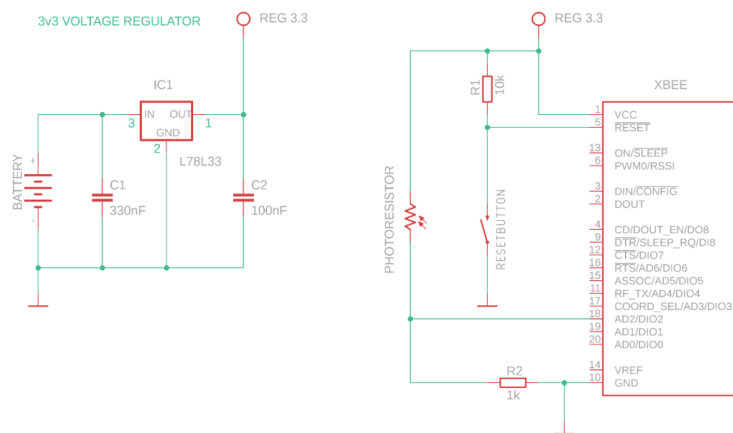 3v3 VOLTAGE REGULATOR
REG 3.3
IC1
IN
OUT
3
1
GND
2
L78L33
BATTERY
+
-
C1
330nF
C2
100nF
REG 3.3
R1
10k
XBEE
1
VCC
5
RESET
13
ON/SLEEP
6
PWM0/RSSI
3
DIN/CONFIG
2
DOUT
4
CD/DOUT_EN/DO8
9
DTR/SLEEP_RQ/DI8
12
CTS/DIO7
16
RTS/AD6/DIO6
15
ASSOC/AD5/DIO5
11
RF_TX/AD4/DIO4
17
COORD_SEL/AD3/DIO3
18
AD2/DIO2
19
AD1/DIO1
20
AD0/DIO0
14
VREF
10
GND
PHOTORESISTOR
RESETBUTTON
R2
1k